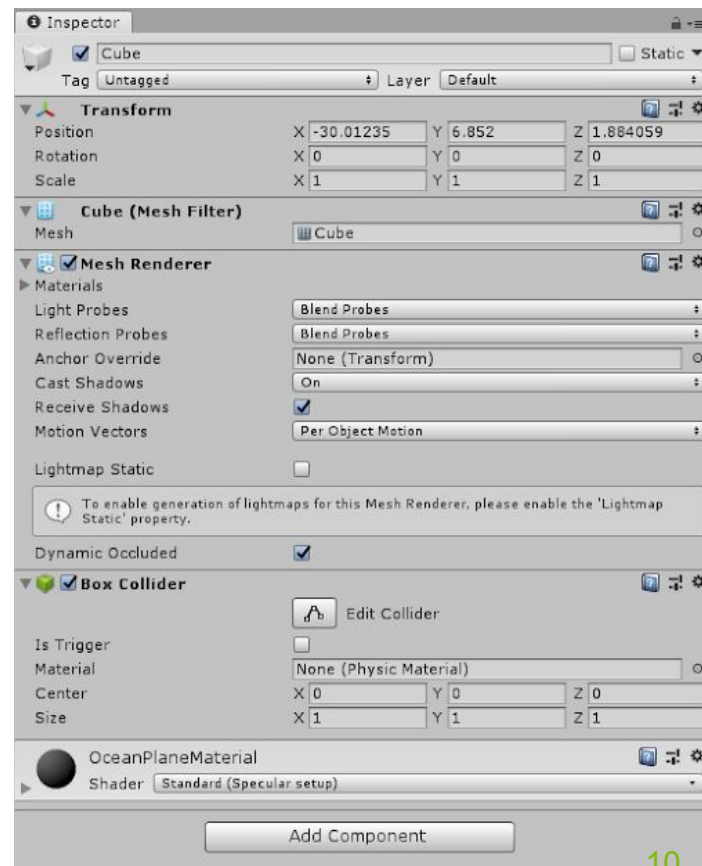 Inspector
Cube Static
Tag Untagged Layer Default
Transform
Position X -30.01235 Y 6.852 Z 1.884059
Rotation X 0 Y 0 Z 0
Scale X 1 Y 1 Z 1
Cube (Mesh Filter)
Mesh Cube
Mesh Renderer
Materials
Light Probes Blend Probes
Reflection Probes Blend Probes
Anchor Override None (Transform)
Cast Shadows On
Receive Shadows
Motion Vectors Per Object Motion
Lightmap Static
To enable generation of lightmaps for this Mesh Renderer, please enable the 'Lightmap
Static' property.
Dynamic Occluded
Box Collider
Edit Collider
Is Trigger
Material None (Physic Material)
Center X 0 Y 0 Z 0
Size X 1 Y 1 Z 1
OceanPlaneMaterial
Shader Standard (Specular setup)
Add Component
10